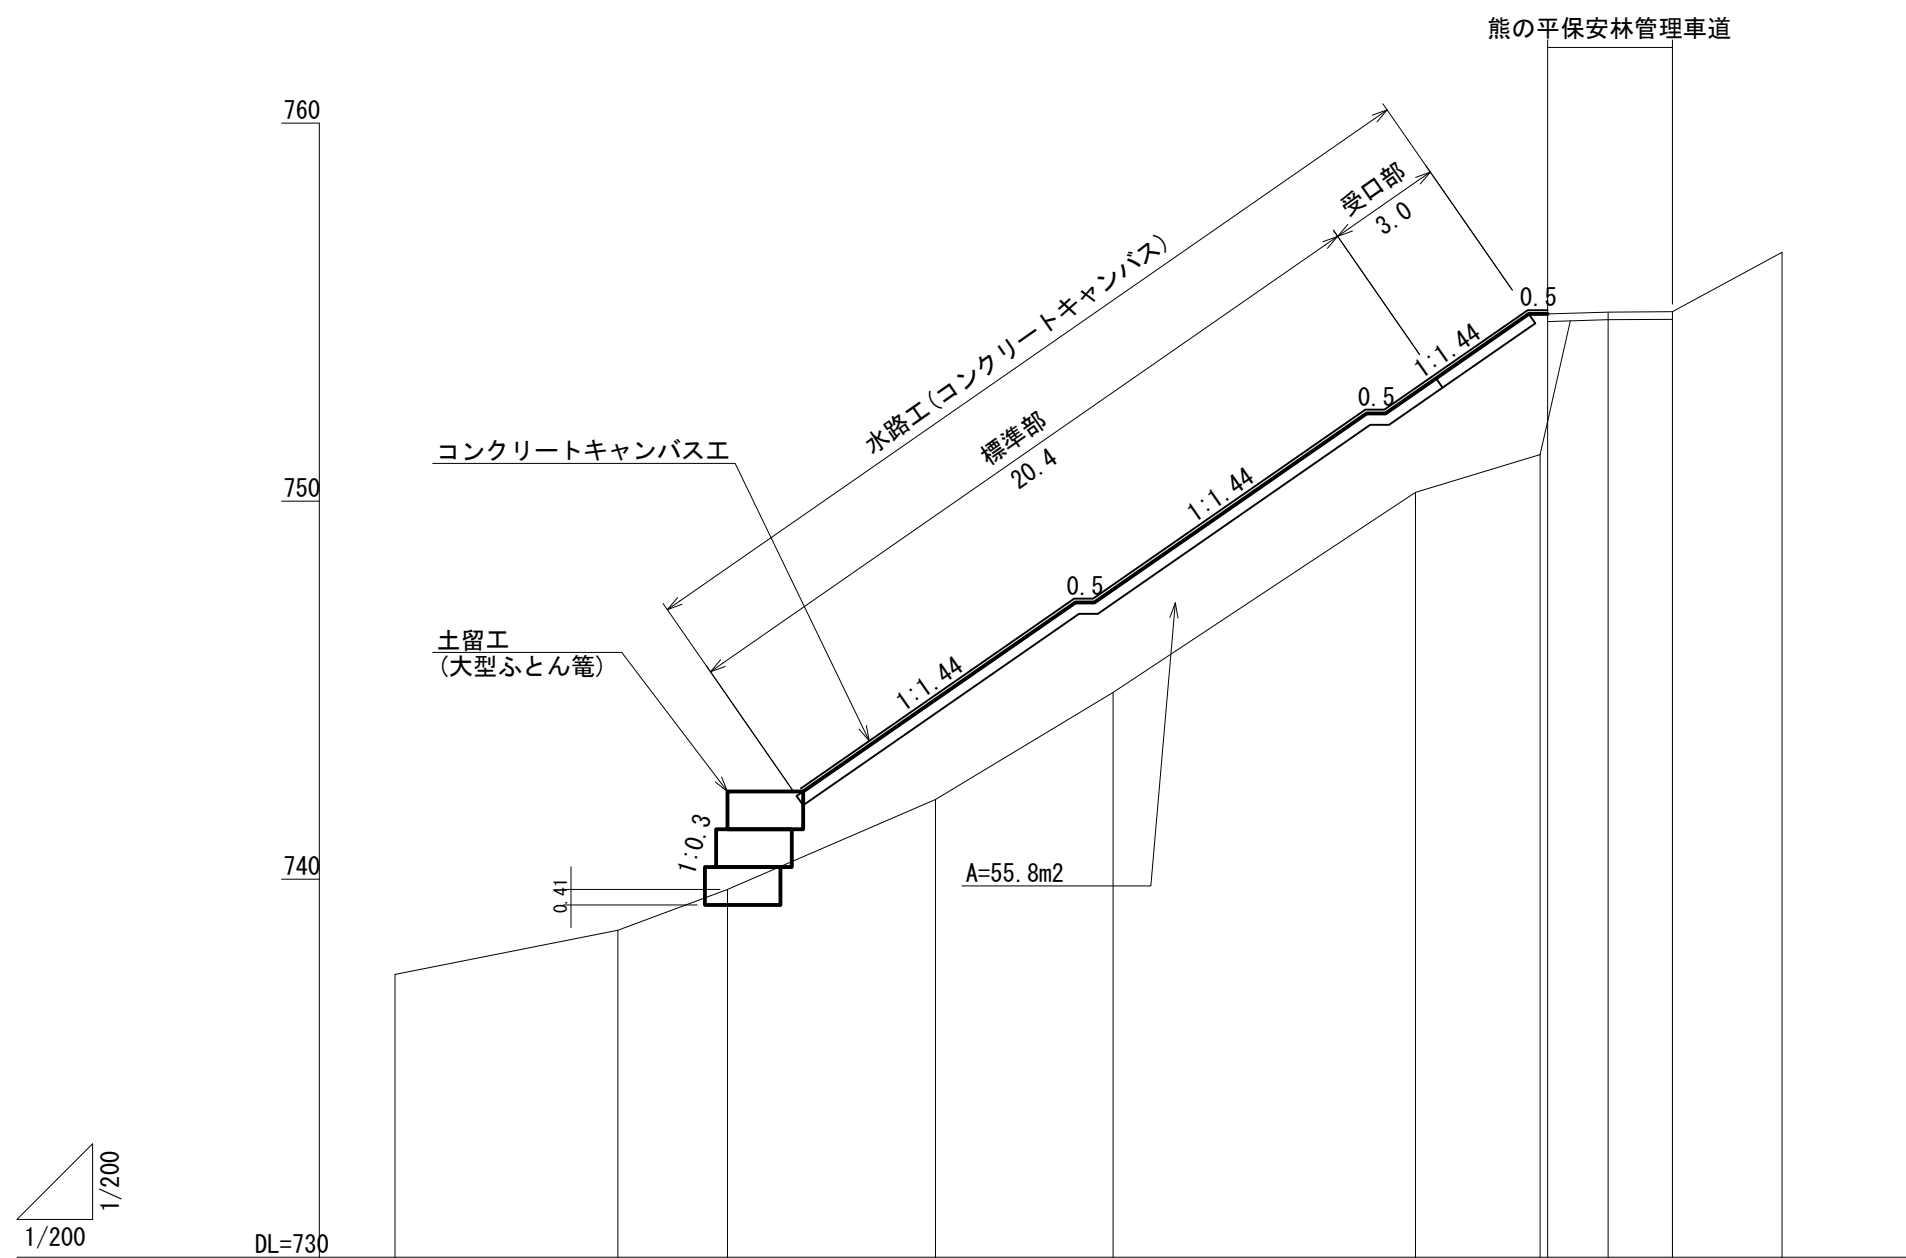 熊の平保安林管理車道
760
受口部
3.0
水路工(コンクリートキャンバス)
0.5
1:1.44
0.5
標準部
20.4
コンクリートキャンバス工
750
1:1.44
0.5
土留工
(大型ふとん篭)
1:1.44
1:0.3
740
0.41
A=55.8m2
1/200
1/200
DL=730